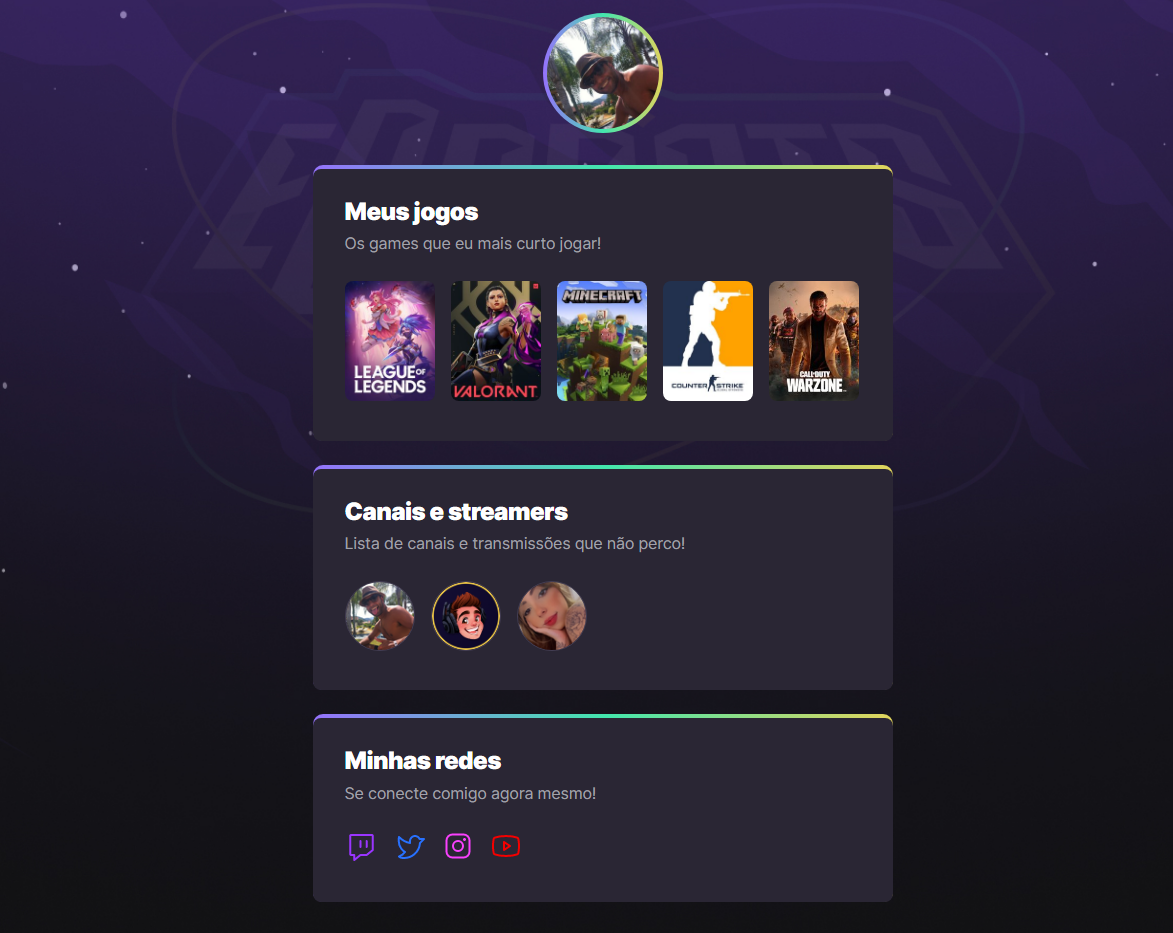 ESPORTS
Meus jogos
Os games que eu mais curto jogar!
LEAGUE OF
LEGENDS
VALORANT
MINECRAFT
COUNTER STRIKE
CALL OF DUTY
WARZONE
Canais e streamers
Lista de canais e transmissões que não perco!
Minhas redes
Se conecte comigo agora mesmo!